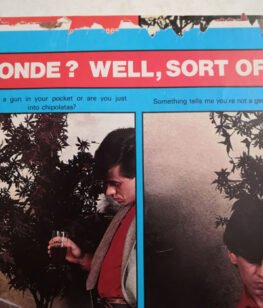 ONDE? WELL, SORT OF
a gun in your pocket or are you just
into chipolatas?
Something tells me you're not a ge